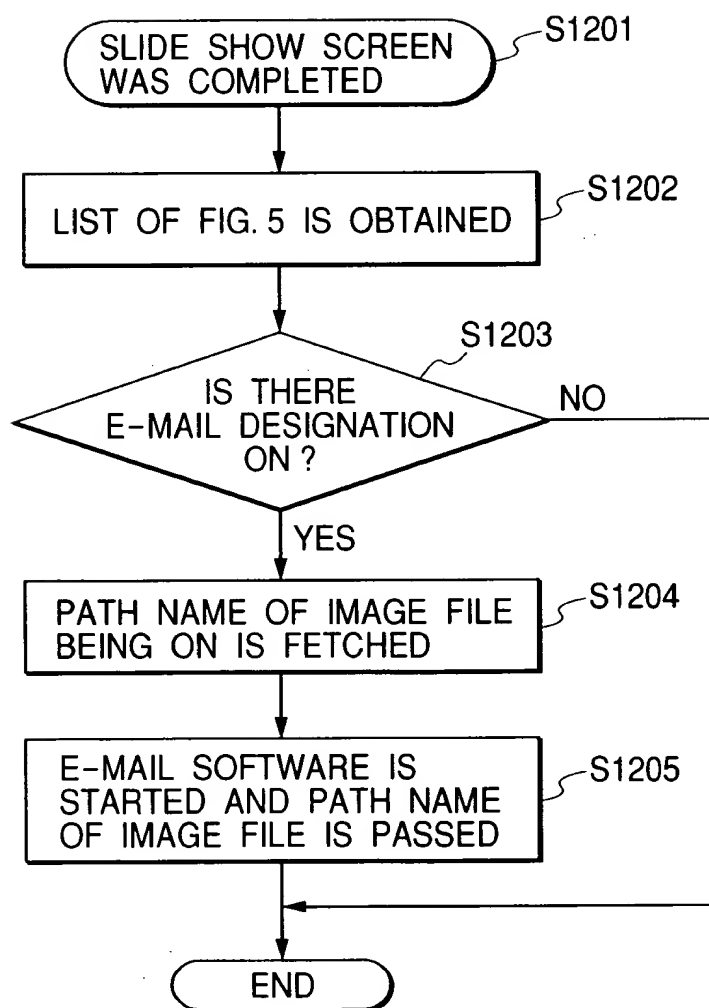 SLIDE SHOW SCREEN
WAS COMPLETED
S1201
LIST OF FIG. 5 IS OBTAINED
S1202
IS THERE
E-MAIL DESIGNATION
ON ?
S1203
NO
YES
PATH NAME OF IMAGE FILE
BEING ON IS FETCHED
S1204
E-MAIL SOFTWARE IS
STARTED AND PATH NAME
OF IMAGE FILE IS PASSED
S1205
END